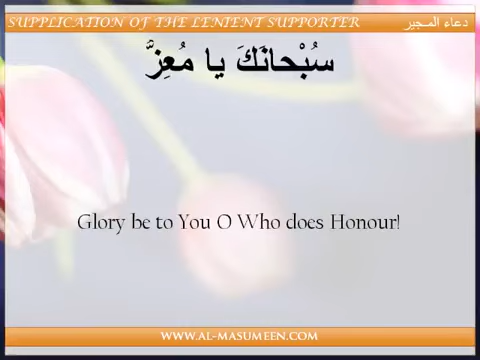 SUPPLICATION OF THE LENIENT SUPPORTER دعاء المجير
سُبْحانَكَ يا مُعِزَّ
Glory be to You O Who does Honour!
WWW.AL-MASUMEEN.COM